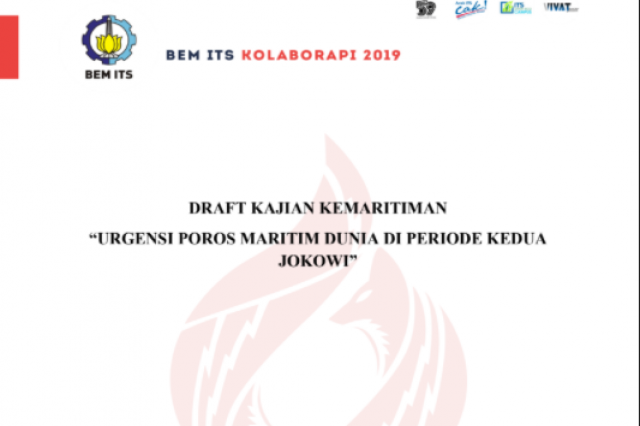 BEM ITS KOLABORAPI 2019
cak!
ITS
VIVAT
BEM ITS
DRAFT KAJIAN KEMARITIMAN
“URGENSI POROS MARITIM DUNIA DI PERIODE KEDUA
JOKOWI”